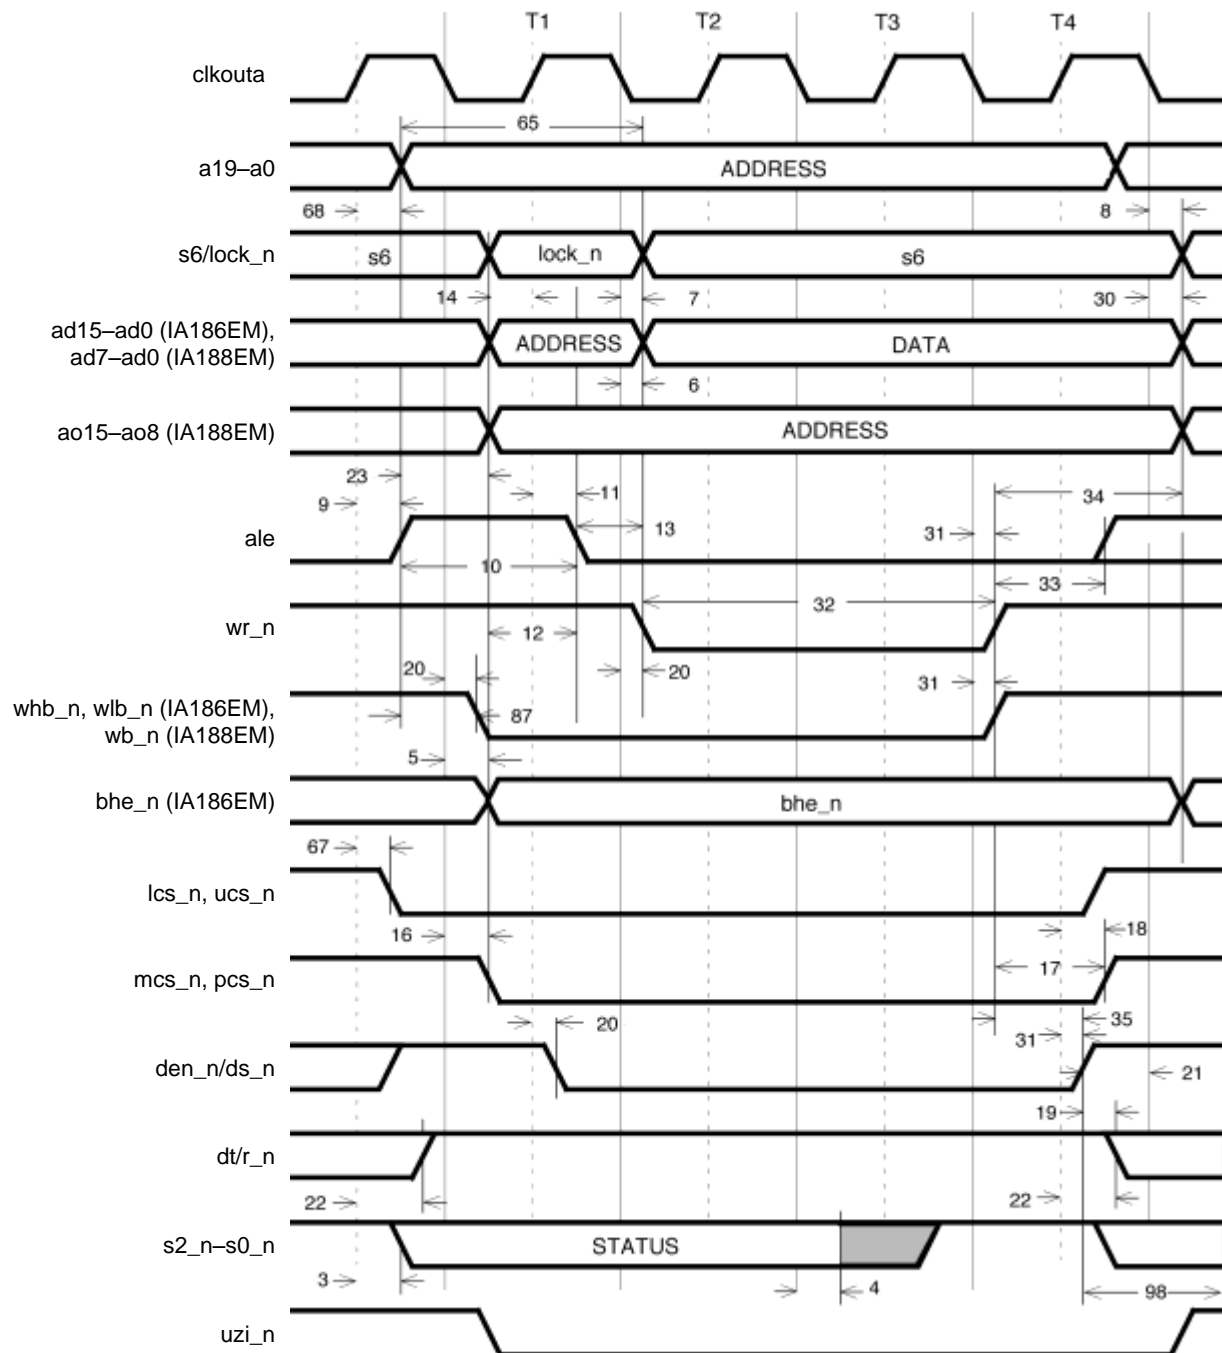 T1 T2 T3 T4
clkouta
65
a19–a0 ADDRESS
68 8
s6/lock_n s6 lock_n s6
14 7 30
ad15–ad0 (IA186EM),
ad7–ad0 (IA188EM)
ADDRESS DATA
6
ao15–ao8 (IA188EM) ADDRESS
23
9 11 34
13
ale 31
10 33
32
wr_n 12
20 20 31
whb_n, wlb_n (IA186EM),
wb_n (IA188EM)
87
5
bhe_n (IA186EM) bhe_n
67
lcs_n, ucs_n
16 18
mcs_n, pcs_n 17
20 35
31
den_n/ds_n 21
19
dt/r_n
22 22
s2_n–s0_n STATUS
3 4 98
uzi_n